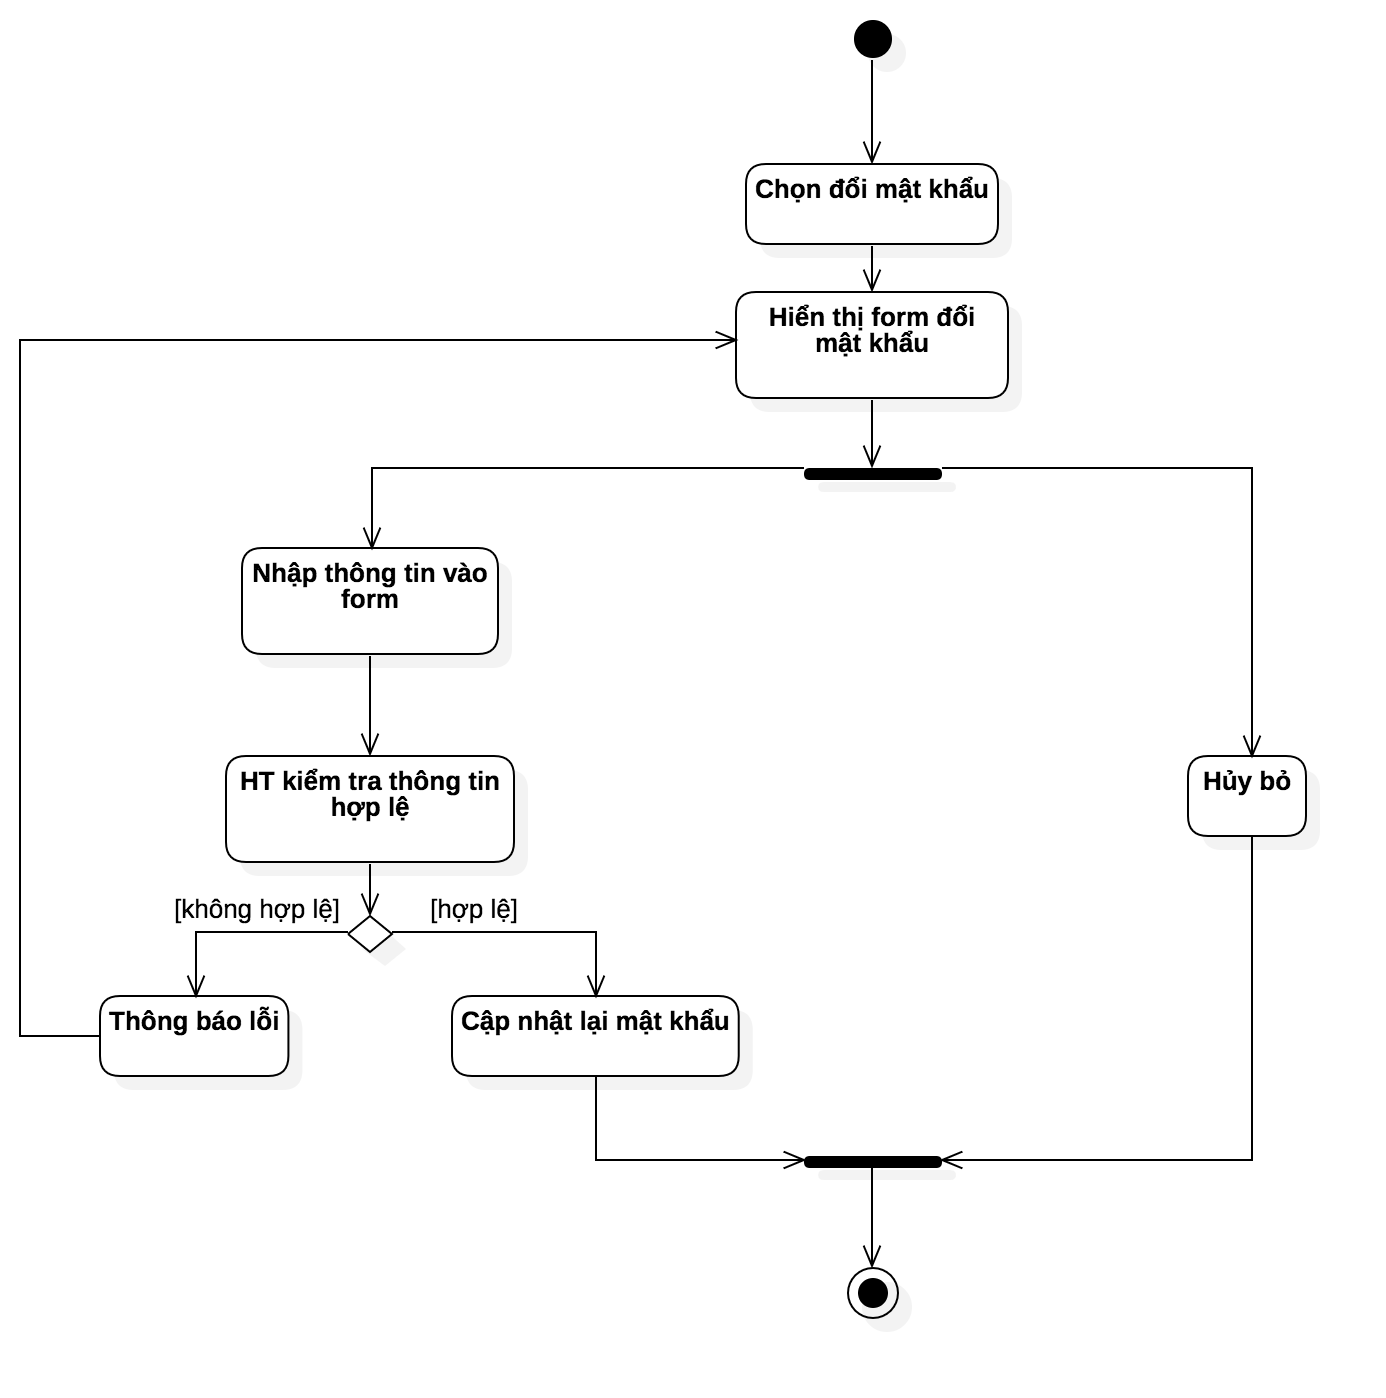 Chọn đổi mật khẩu
Hiển thị form đổi
mật khẩu
Nhập thông tin vào
form
HT kiểm tra thông tin
hợp lệ
Hủy bỏ
[không hợp lệ]
[hợp lệ]
Thông báo lỗi
Cập nhật lại mật khẩu